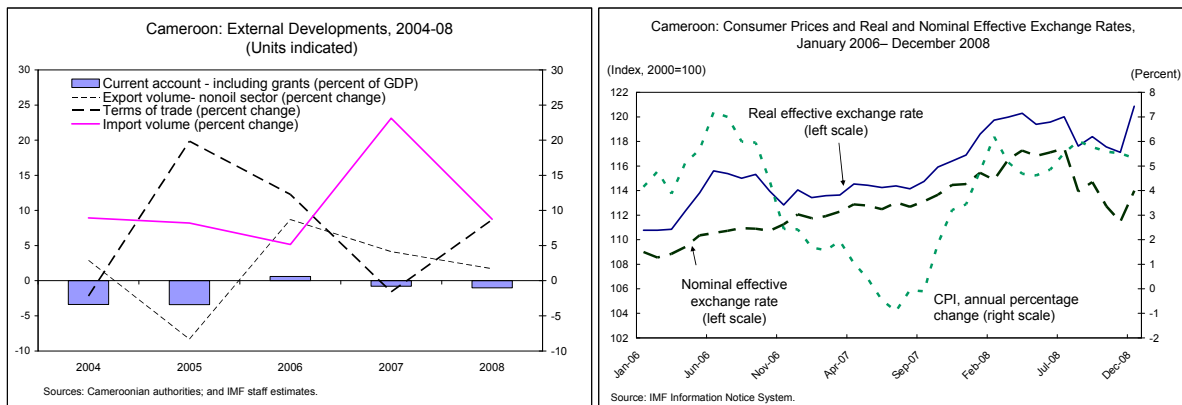 Cameroon: External Developments, 2004-08
(Units indicated)
30
25
20
15
10
5
0
-5
-10
30
25
20
15
10
5
0
-5
-10
Current account - including grants (percent of GDP)
Export volume- nonoil sector (percent change)
Terms of trade (percent change)
Import volume (percent change)
2004 2005 2006 2007 2008
Sources: Cameroonian authorities; and IMF staff estimates.
Cameroon: Consumer Prices and Real and Nominal Effective Exchange Rates,
January 2006– December 2008
(Index, 2000=100)
(Percent)
122
120
118
116
114
112
110
108
106
104
102
8
7
6
5
4
3
2
1
0
-1
-2
Real effective exchange rate
(left scale)
Nominal effective
exchange rate
(left scale)
CPI, annual percentage
change (right scale)
Jan-06 Jun-06 Nov-06 Apr-07 Sep-07 Feb-08 Jul-08 Dec-08
Source: IMF Information Notice System.